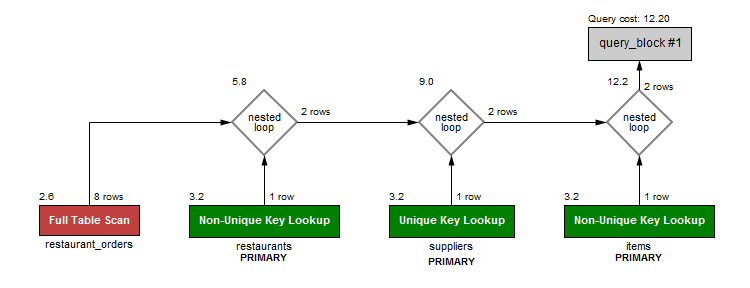 Query cost: 12.20
query_block #1
5.8
9.0
12.2
2 rows
nested
loop
2 rows
nested
loop
2 rows
nested
loop
2.6
8 rows
3.2
1 row
3.2
1 row
3.2
1 row
Full Table Scan
Non-Unique Key Lookup
Unique Key Lookup
Non-Unique Key Lookup
restaurant_orders
restaurants
PRIMARY
suppliers
PRIMARY
items
PRIMARY